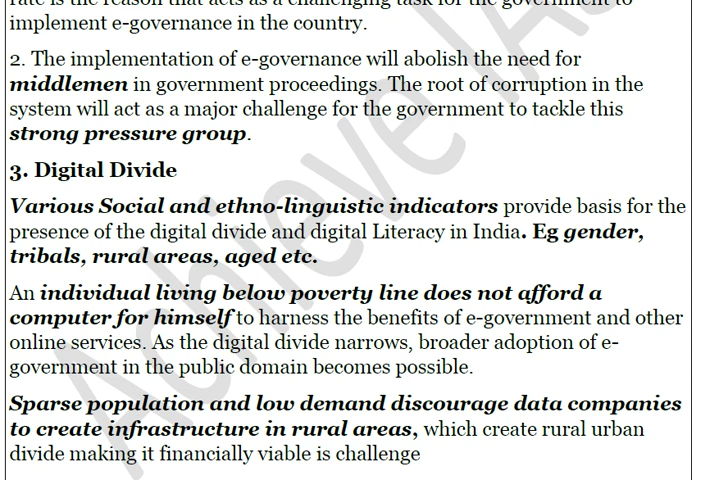 implement e-governance in the country.
2. The implementation of e-governance will abolish the need for
middlemen in government proceedings. The root of corruption in the
system will act as a major challenge for the government to tackle this
strong pressure group.
3. Digital Divide
Various Social and ethno-linguistic indicators provide basis for the
presence of the digital divide and digital Literacy in India. Eg gender,
tribals, rural areas, aged etc.
An individual living below poverty line does not afford a
computer for himself to harness the benefits of e-government and other
online services. As the digital divide narrows, broader adoption of e-
government in the public domain becomes possible.
Sparse population and low demand discourage data companies
to create infrastructure in rural areas, which create rural urban
divide making it financially viable is challenge
Achieve IAS